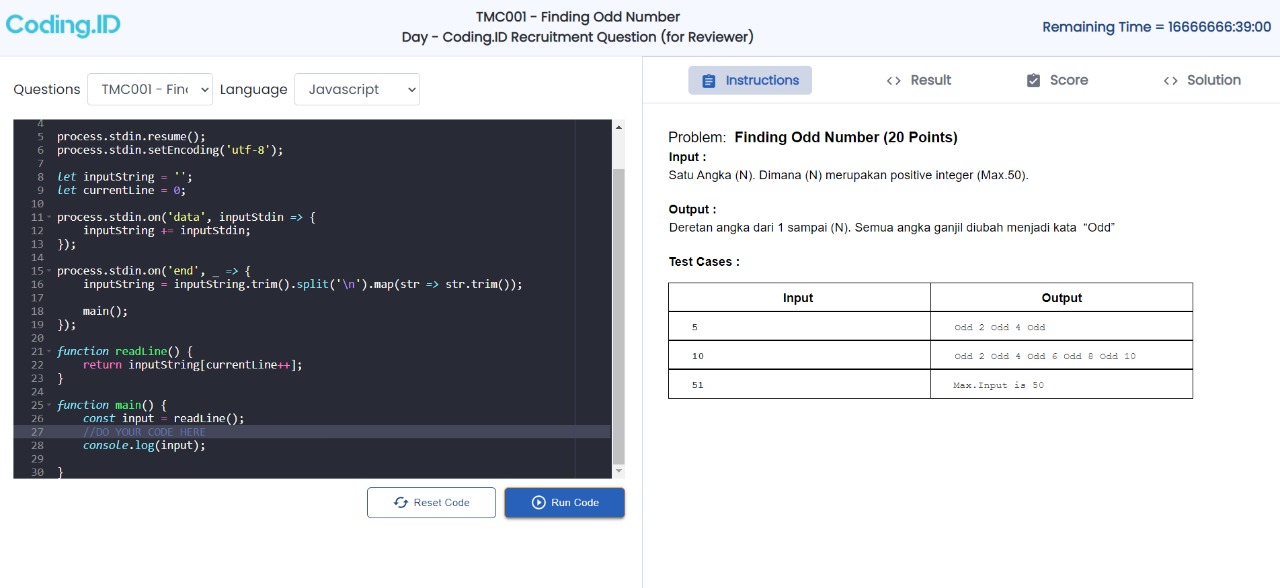 Coding.ID
TMC001 - Finding Odd Number
Day - Coding.ID Recruitment Question (for Reviewer)
Remaining Time = 16666666:39:00
Questions
TMC001 - Fin
Language
Javascript
4
5 process.stdin.resume();
6 process.stdin.setEncoding('utf-8');
7
8 let inputString = '';
9 let currentLine = 0;
10
11 process.stdin.on('data', inputStdin => {
12 inputString += inputStdin;
13 });
14
15 process.stdin.on('end', _ => {
16 inputString = inputString.trim().split('\n').map(str => str.trim());
17
18 main();
19 });
20
21 function readLine() {
22 return inputString[currentLine++];
23 }
24
25 function main() {
26 const input = readLine();
27 //DO YOUR CODE HERE
28 console.log(input);
29
30 }
Reset Code
Run Code
Instructions
Result
Score
Solution
Problem: Finding Odd Number (20 Points)
Input :
Satu Angka (N). Dimana (N) merupakan positive integer (Max.50).
Output :
Deretan angka dari 1 sampai (N). Semua angka ganjil diubah menjadi kata “Odd”
Test Cases :
Input Output
5 Odd 2 Odd 4 Odd
10 Odd 2 Odd 4 Odd 6 Odd 8 Odd 10
51 Max.Input is 50